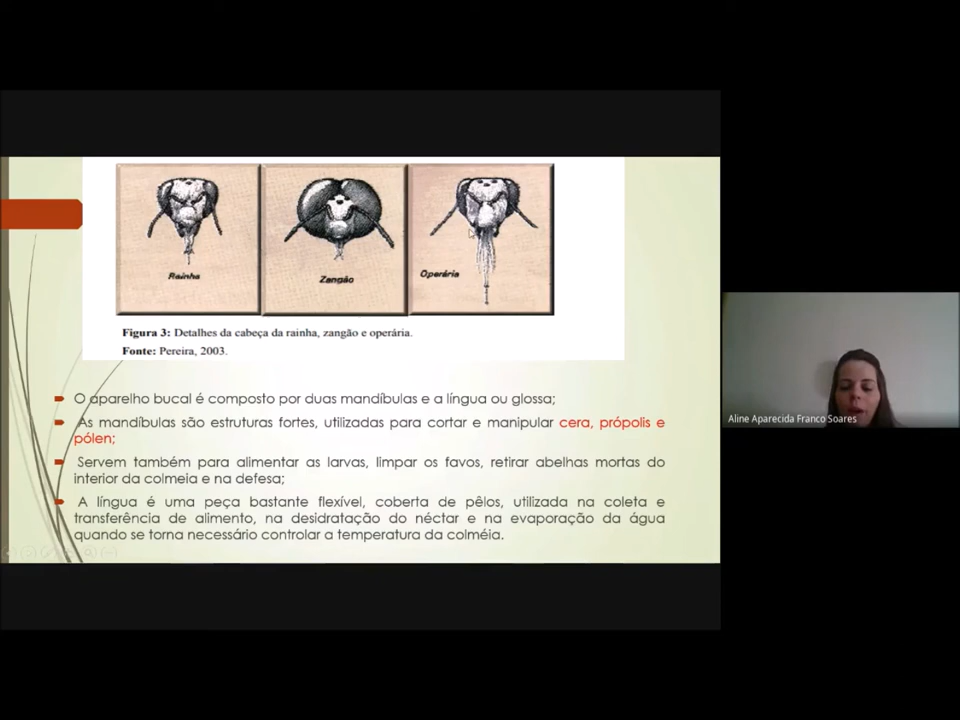 Rainha
Zangão
Operária
Figura 3: Detalhes da cabeça da rainha, zangão e operária.
Fonte: Pereira, 2003.
O aparelho bucal é composto por duas mandíbulas e a língua ou glossa;
As mandíbulas são estruturas fortes, utilizadas para cortar e manipular cera, própolis e
pólen;
Servem também para alimentar as larvas, limpar os favos, retirar abelhas mortas do
interior da colmeia e na defesa;
A língua é uma peça bastante flexível, coberta de pêlos, utilizada na coleta e
transferência de alimento, na desidratação do néctar e na evaporação da água
quando se torna necessário controlar a temperatura da colméia.
Aline Aparecida Franco Soares